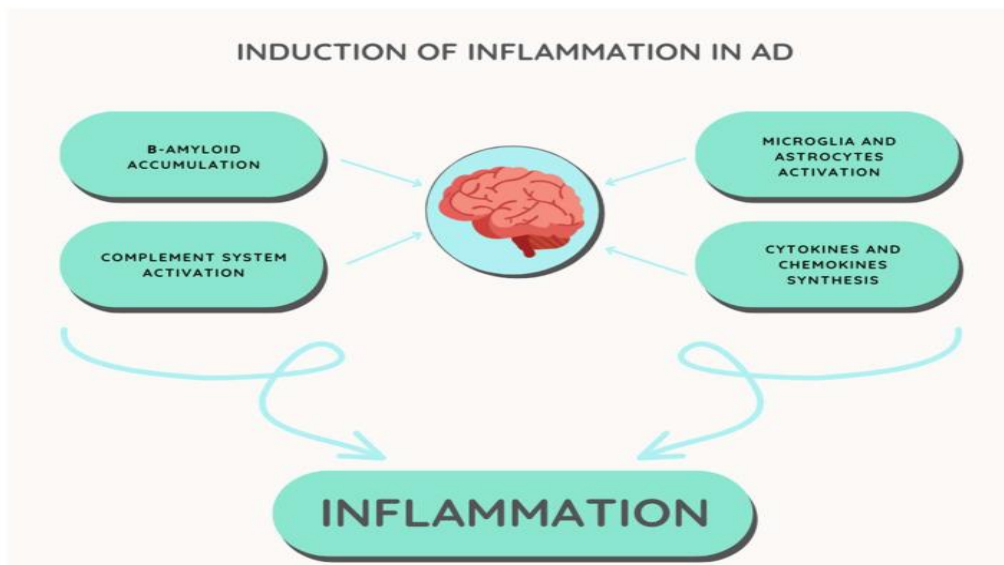 INDUCTION OF INFLAMMATION IN AD
B-AMYLOID
ACCUMULATION
COMPLEMENT SYSTEM
ACTIVATION
MICROGLIA AND
ASTROCYTES
ACTIVATION
CYTOKINES AND
CHEMOKINES
SYNTHESIS
INFLAMMATION